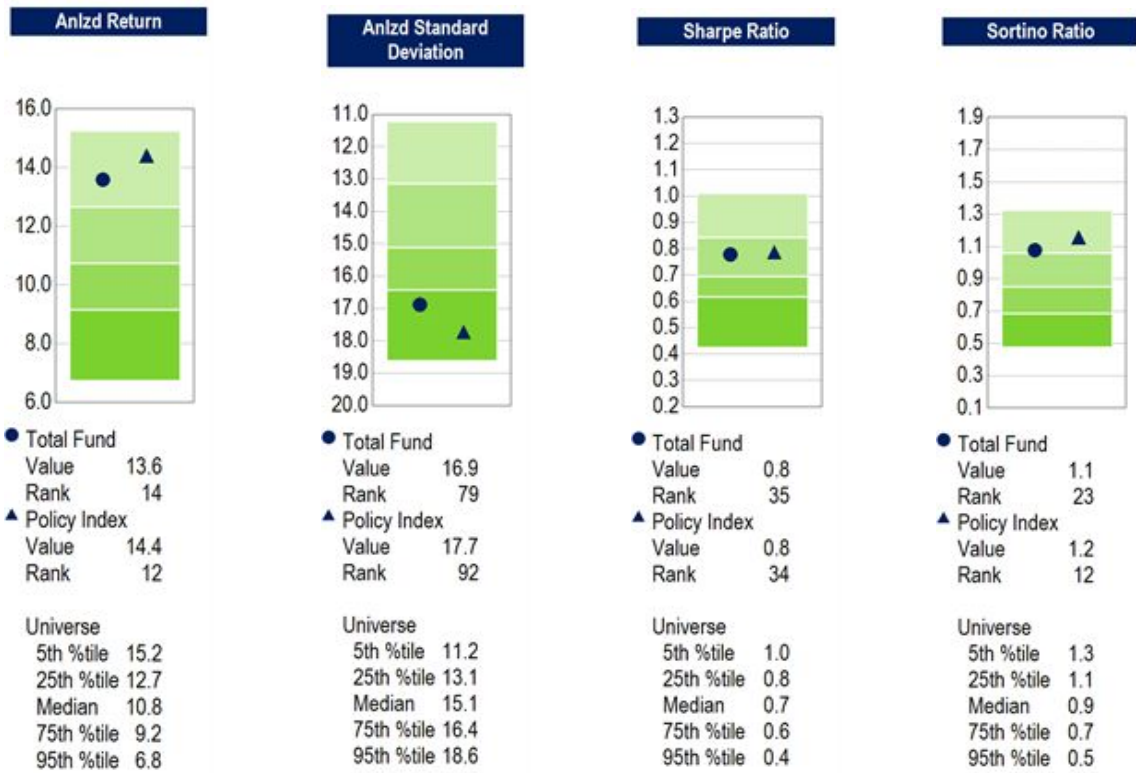 Anlzd Return
16.0
14.0
12.0
10.0
8.0
6.0
Total Fund
Value 13.6
Rank 14
Policy Index
Value 14.4
Rank 12
Universe
5th %tile 15.2
25th %tile 12.7
Median 10.8
75th %tile 9.2
95th %tile 6.8
Anlzd Standard
Deviation
11.0
12.0
13.0
14.0
15.0
16.0
17.0
18.0
19.0
20.0
Total Fund
Value 16.9
Rank 79
Policy Index
Value 17.7
Rank 92
Universe
5th %tile 11.2
25th %tile 13.1
Median 15.1
75th %tile 16.4
95th %tile 18.6
Sharpe Ratio
1.3
1.2
1.1
1.0
0.9
0.8
0.7
0.6
0.5
0.4
0.3
0.2
Total Fund
Value 0.8
Rank 35
Policy Index
Value 0.8
Rank 34
Universe
5th %tile 1.0
25th %tile 0.8
Median 0.7
75th %tile 0.6
95th %tile 0.4
Sortino Ratio
1.9
1.7
1.5
1.3
1.1
0.9
0.7
0.5
0.3
0.1
Total Fund
Value 1.1
Rank 23
Policy Index
Value 1.2
Rank 12
Universe
5th %tile 1.3
25th %tile 1.1
Median 0.9
75th %tile 0.7
95th %tile 0.5